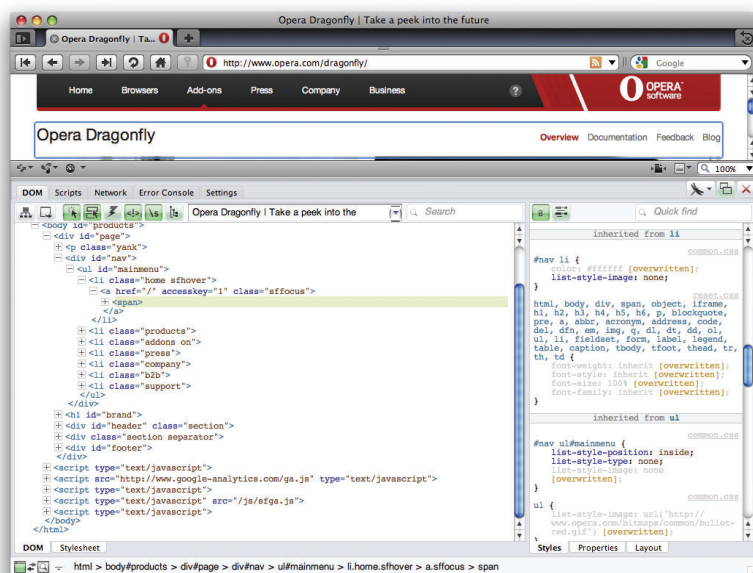 Opera Dragonfly | Take a peek into the future
Opera Dragonfly | Ta...
http://www.opera.com/dragonfly/
Google
Home Browsers Add-ons Press Company Business ?
OPERA software
Opera Dragonfly
Overview Documentation Feedback Blog
100%
DOM Scripts Network Error Console Settings
Opera Dragonfly | Take a peek into the
Search
Quick find
<body id="products">
<div id="page">
<p class="yank">
<div id="nav">
<ul id="mainmenu">
<li class="home sfhover">
<a href="/" accesskey="1" class="sffocus">
<span>
</a>
</li>
<li class="products">
<li class="addons on">
<li class="press">
<li class="company">
<li class="b2b">
<li class="support">
</ul>
</div>
<h1 id="brand">
<div id="header" class="section">
<div class="section separator">
<div id="footer">
</div>
<script type="text/javascript">
<script src="http://www.google-analytics.com/ga.js" type="text/javascript">
<script type="text/javascript">
<script type="text/javascript" src="/js/sfga.js">
<script type="text/javascript">
</body>
</html>
inherited from li
common.css
#nav li {
color: #ffffff [overwritten];
list-style-image: none;
}
reset.css
html, body, div, span, object, iframe,
h1, h2, h3, h4, h5, h6, p, blockquote,
pre, a, abbr, acronym, address, code,
del, dfn, em, img, q, dl, dt, dd, ol,
ul, li, fieldset, form, label, legend,
table, caption, tbody, tfoot, thead, tr,
th, td {
font-weight: inherit [overwritten];
font-style: inherit [overwritten];
font-size: 100% [overwritten];
font-family: inherit [overwritten];
}
inherited from ul
common.css
#nav ul#mainmenu {
list-style-position: inside;
list-style-type: none;
list-style-image: none
[overwritten];
}
common.css
ul {
list-style-image: url("http://
www.opera.com/bitmaps/common/bullet-
red.gif") [overwritten];
}
DOM Stylesheet
Styles Properties Layout
html > body#products > div#page > div#nav > ul#mainmenu > li.home.sfhover > a.sffocus > span